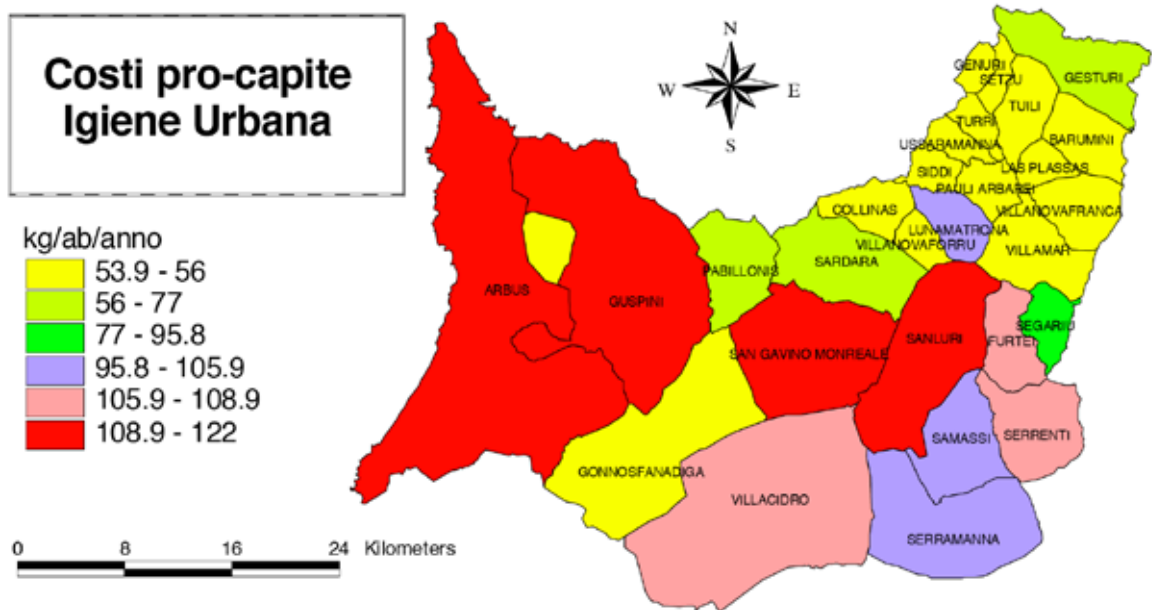 Costi pro-capite
Igiene Urbana
N
W
E
S
kg/ab/anno
53.9 - 56
56 - 77
77 - 95.8
95.8 - 105.9
105.9 - 108.9
108.9 - 122
0 8 16 24 Kilometers
GENURI
SETZU
GESTURI
TUILI
TURRI
USSARAMANNA
BARUMINI
SIDDI
LAS PLASSAS
PAULI ARBAREI
COLLINAS
VILLANOVAFRANCA
LUNAMATRONA
VILLANOVAFORRU
VILLAMAR
SARDARA
PABILLONIS
ARBUS
GUSPINI
SEGARIU
SANLURI
FURTEI
SAN GAVINO MONREALE
SAMASSI
SERRENTI
GONNOSFANADIGA
VILLACIDRO
SERRAMANNA